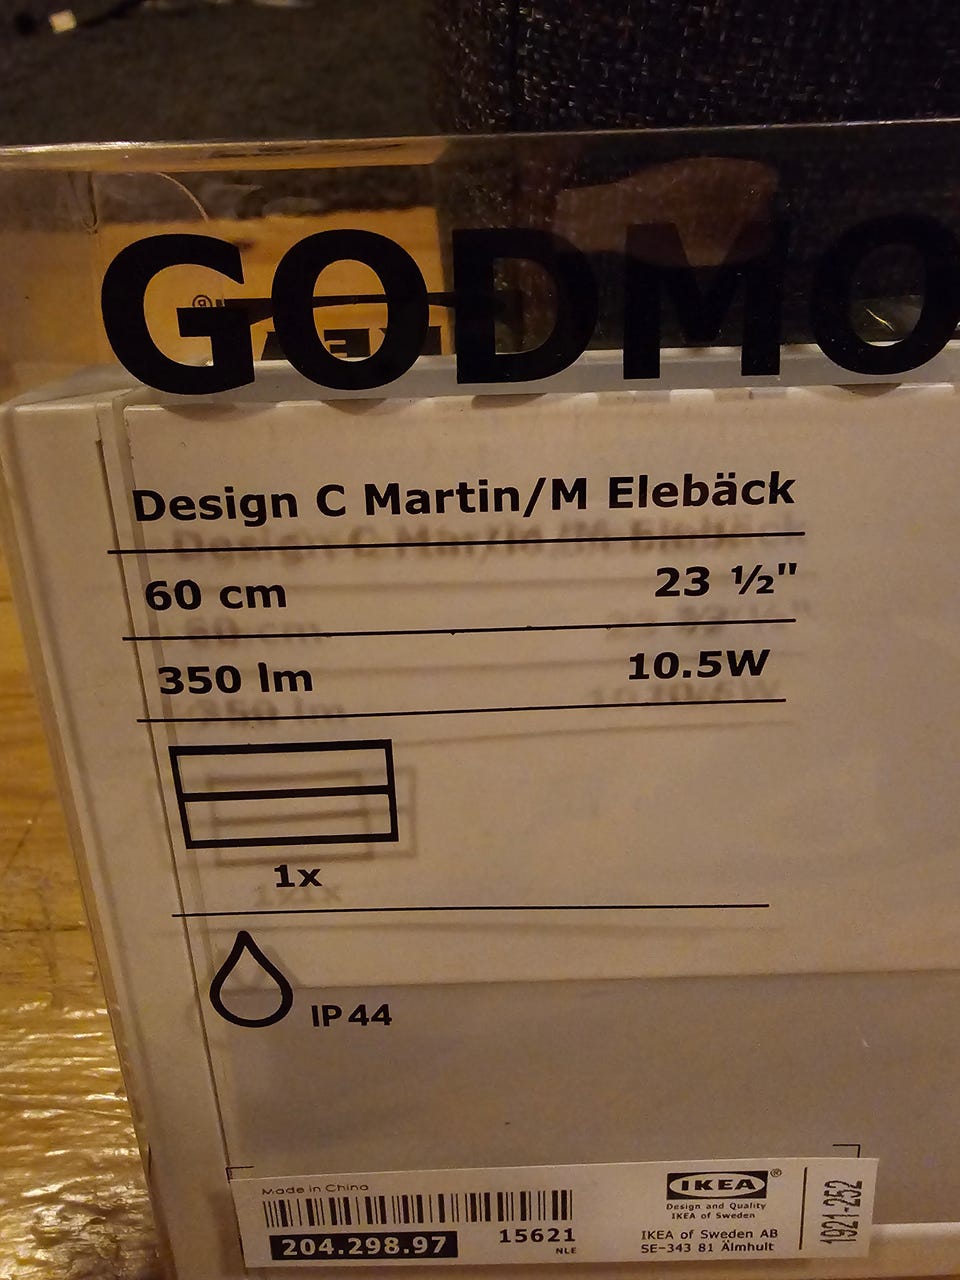 GODMO
Design C Martin/M Elebäck
60 cm 23 ½"
350 lm 10.5W
1x
IP44
Made in China
204.298.97
15621
NLE
IKEA®
Design and Quality
IKEA of Sweden
IKEA of Sweden AB
SE-343 81 Älmhult
1921-252